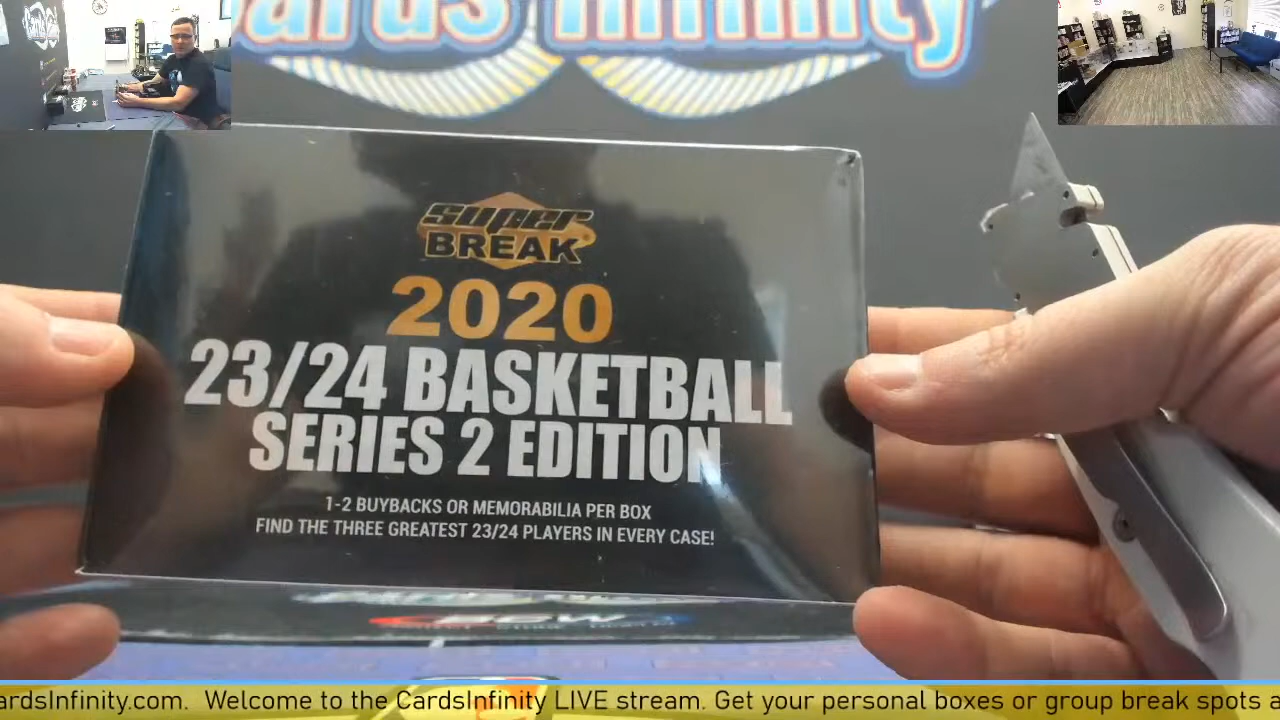 Cards Infinity
super
BREAK
2020
23/24 BASKETBALL
SERIES 2 EDITION
1-2 BUYBACKS OR MEMORABILIA PER BOX
FIND THE THREE GREATEST 23/24 PLAYERS IN EVERY CASE!
ardsInfinity.com. Welcome to the CardsInfinity LIVE stream. Get your personal boxes or group break spots a